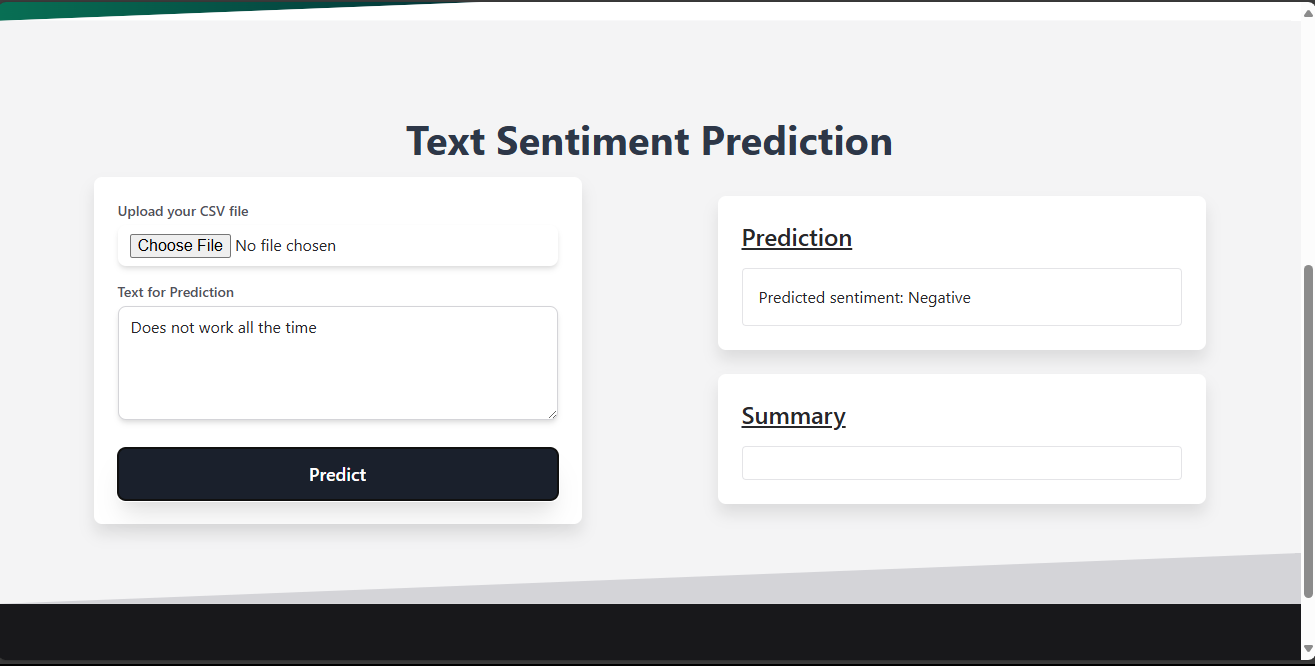 Text Sentiment Prediction
Upload your CSV file
Choose File No file chosen
Text for Prediction
Does not work all the time
Predict
Prediction
Predicted sentiment: Negative
Summary